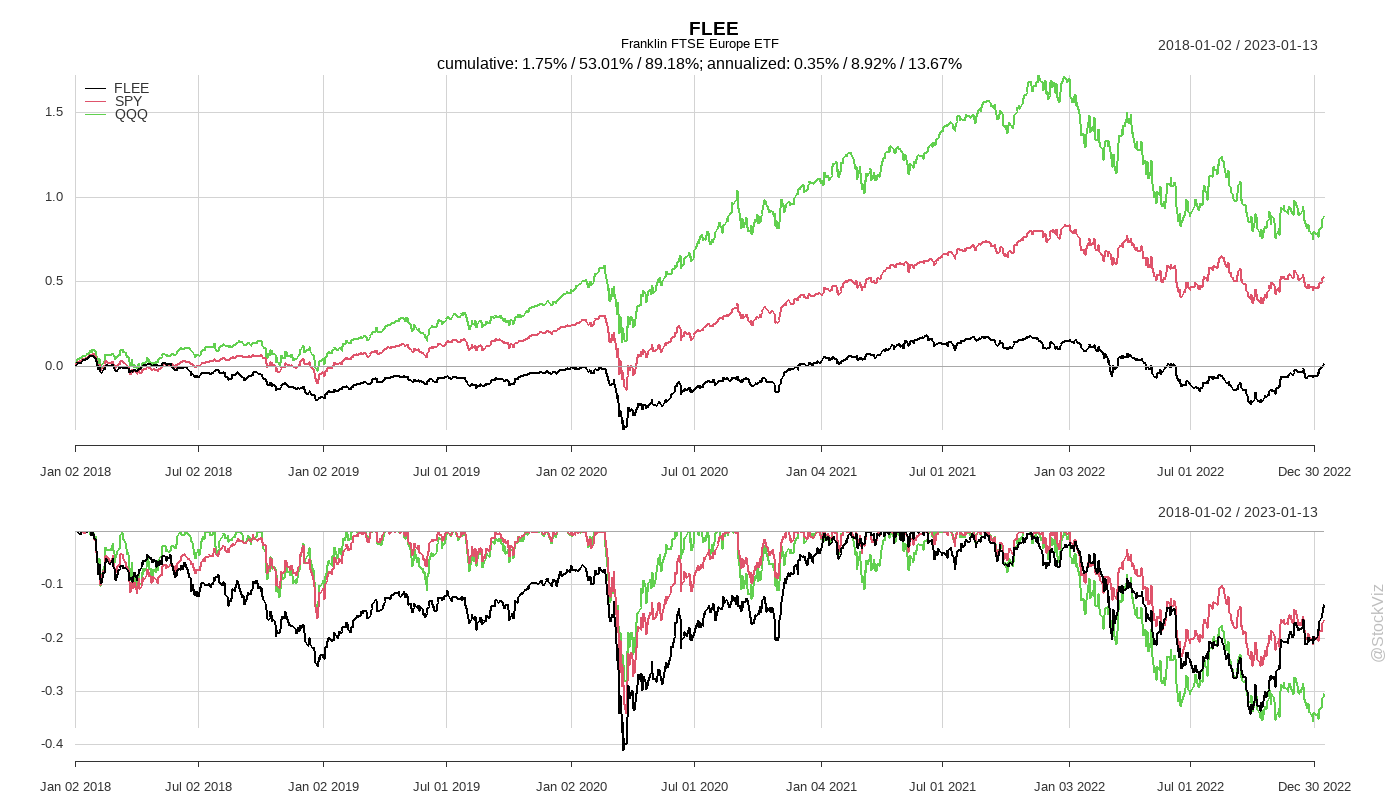 FLEE
Franklin FTSE Europe ETF
2018-01-02 / 2023-01-13
cumulative: 1.75% / 53.01% / 89.18%; annualized: 0.35% / 8.92% / 13.67%
FLEE
SPY
QQQ
1.5
1.0
0.5
0.0
Jan 02 2018 Jul 02 2018 Jan 02 2019 Jul 01 2019 Jan 02 2020 Jul 01 2020 Jan 04 2021 Jul 01 2021 Jan 03 2022 Jul 01 2022 Dec 30 2022
2018-01-02 / 2023-01-13
-0.1
-0.2
-0.3
-0.4
Jan 02 2018 Jul 02 2018 Jan 02 2019 Jul 01 2019 Jan 02 2020 Jul 01 2020 Jan 04 2021 Jul 01 2021 Jan 03 2022 Jul 01 2022 Dec 30 2022
@StockViz